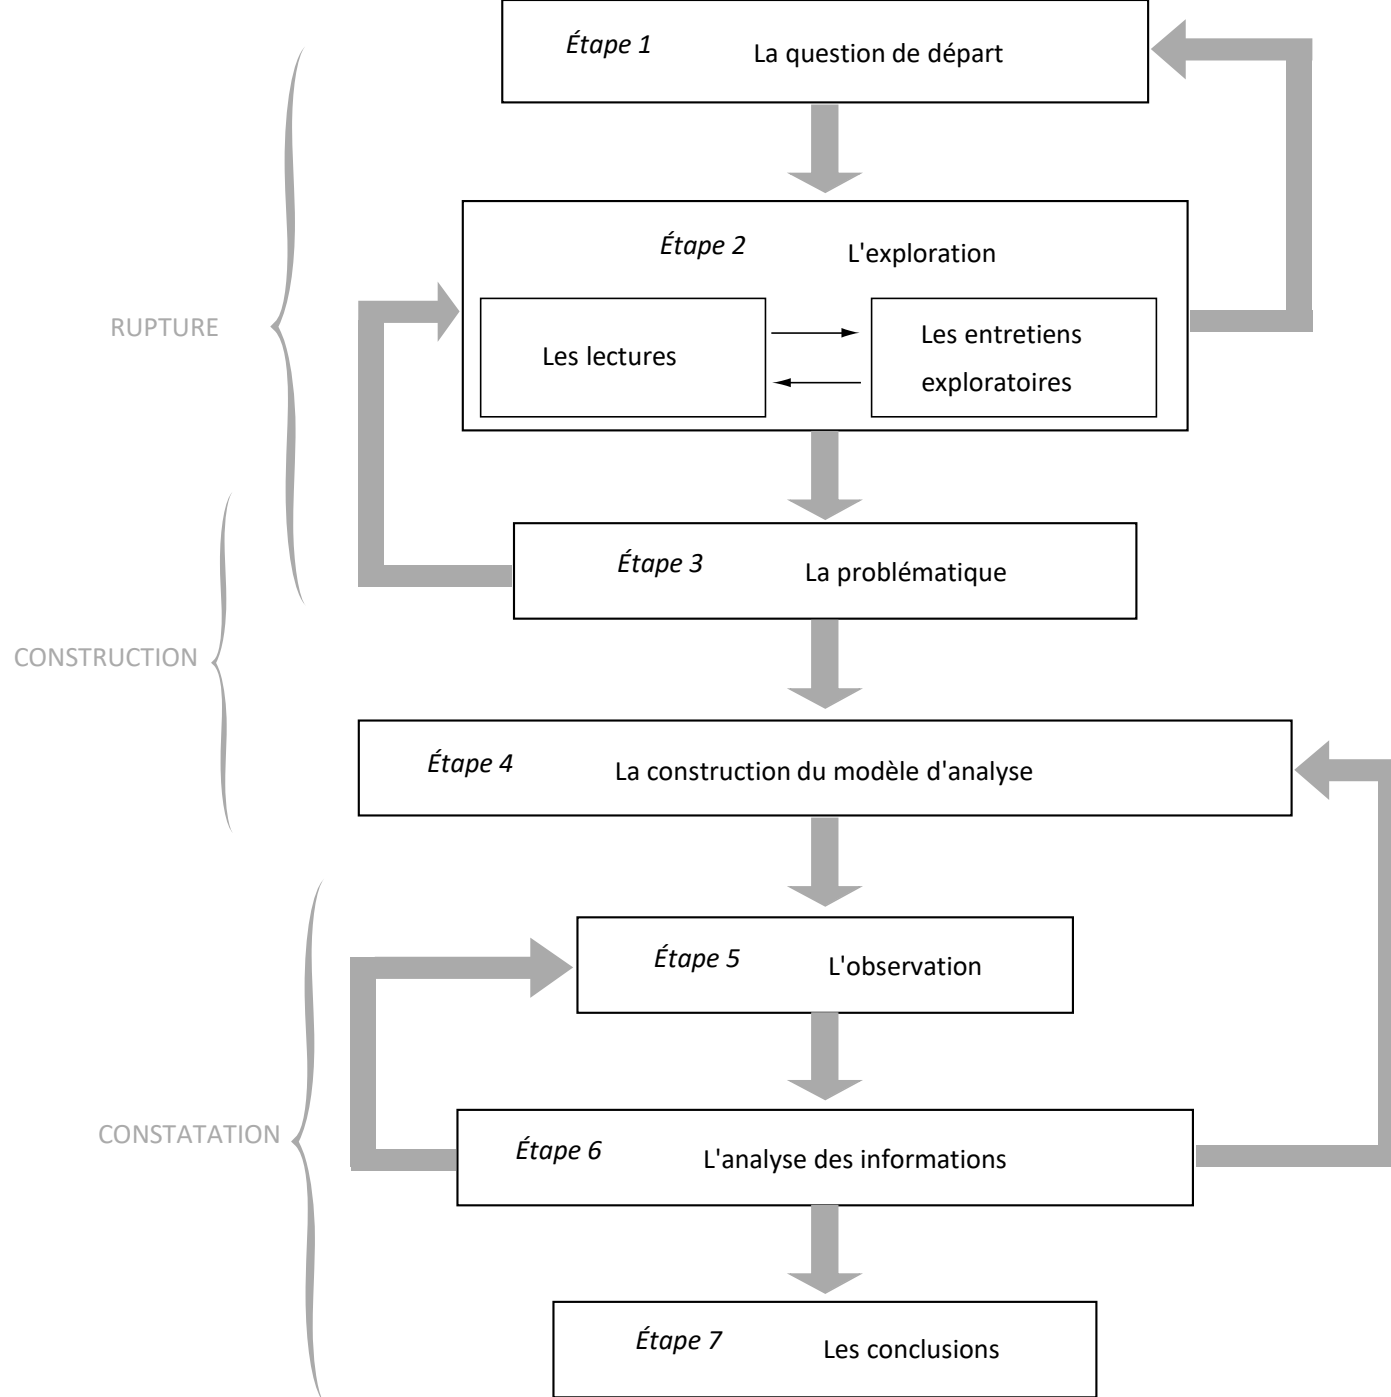 Étape 1 La question de départ
Étape 2 L'exploration
RUPTURE
Les lectures
Les entretiens
exploratoires
Étape 3 La problématique
CONSTRUCTION
Étape 4 La construction du modèle d'analyse
Étape 5 L'observation
CONSTATATION
Étape 6 L'analyse des informations
Étape 7 Les conclusions